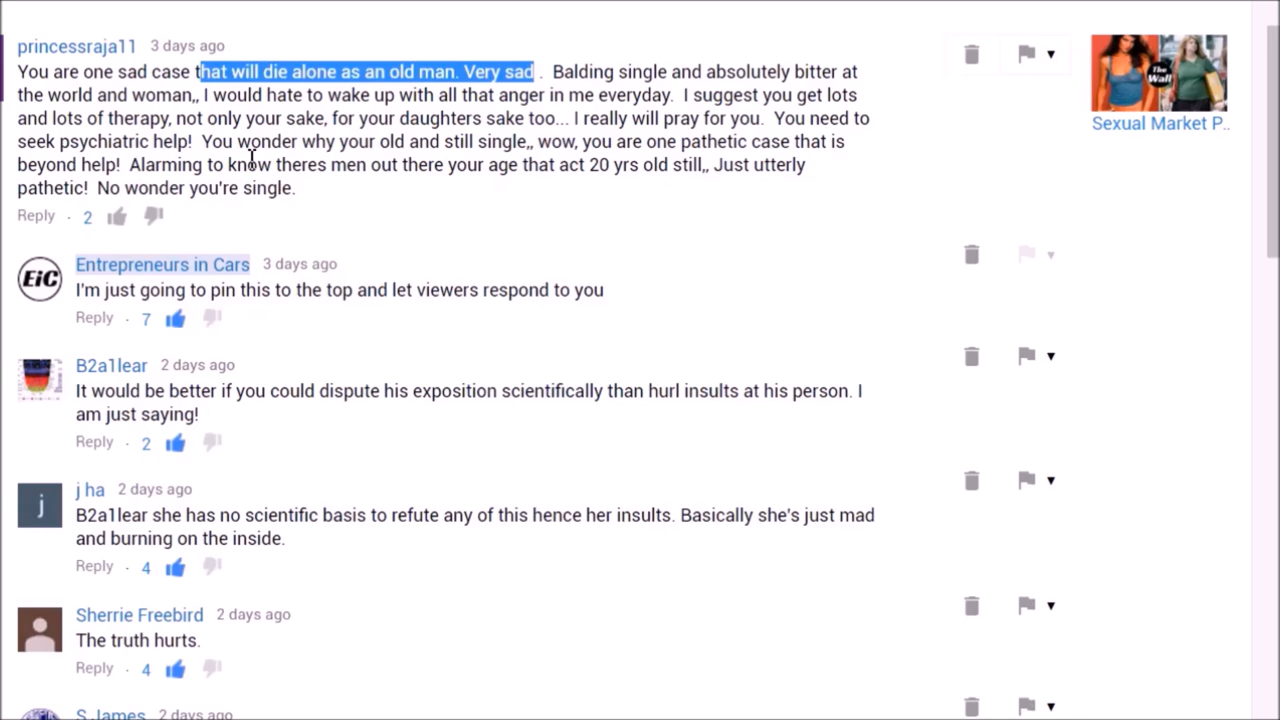 princessraja11 3 days ago
You are one sad case that will die alone as an old man. Very sad . Balding single and absolutely bitter at
the world and woman,, I would hate to wake up with all that anger in me everyday. I suggest you get lots
and lots of therapy, not only your sake, for your daughters sake too... I really will pray for you. You need to
seek psychiatric help! You wonder why your old and still single,, wow, you are one pathetic case that is
beyond help! Alarming to know theres men out there your age that act 20 yrs old still,, Just utterly
pathetic! No wonder you're single.
Reply · 2
The Wall
Sexual Market P..
EiC
Entrepreneurs in Cars 3 days ago
I'm just going to pin this to the top and let viewers respond to you
Reply · 7
B2a1lear 2 days ago
It would be better if you could dispute his exposition scientifically than hurl insults at his person. I
am just saying!
Reply · 2
j
j ha 2 days ago
B2a1lear she has no scientific basis to refute any of this hence her insults. Basically she's just mad
and burning on the inside.
Reply · 4
Sherrie Freebird 2 days ago
The truth hurts.
Reply · 4
S James 2 days ago